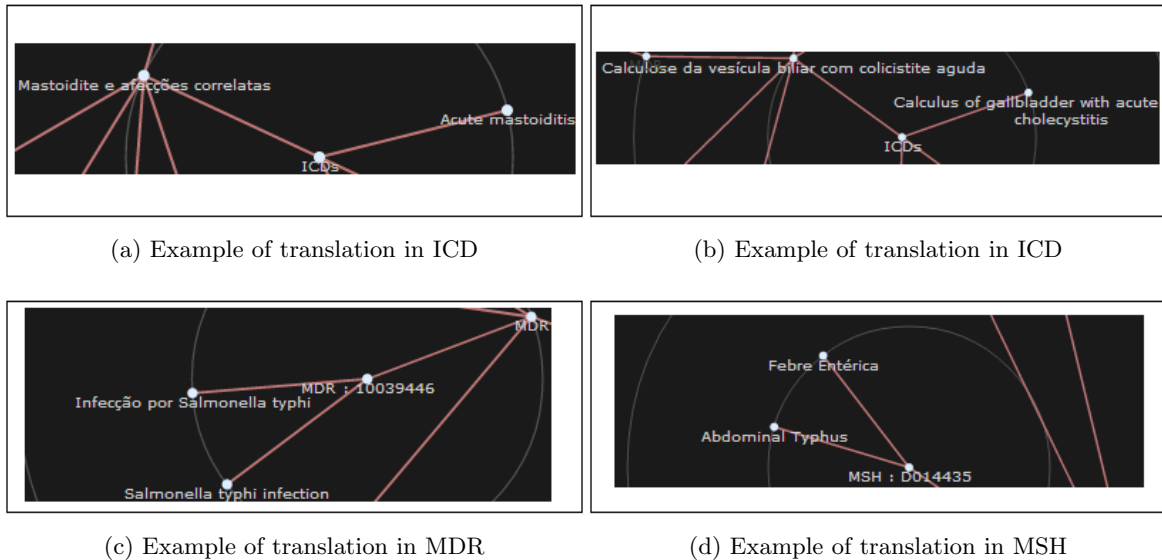 Mastoidite e afecções correlatas
Acute mastoiditis
ICDs
(a) Example of translation in ICD
Calculose da vesícula biliar com colicistite aguda
Calculus of gallbladder with acute
cholecystitis
ICDs
(b) Example of translation in ICD
MDR
MDR : 10039446
Infecção por Salmonella typhi
Salmonella typhi infection
(c) Example of translation in MDR
Febre Entérica
Abdominal Typhus
MSH : D014435
(d) Example of translation in MSH